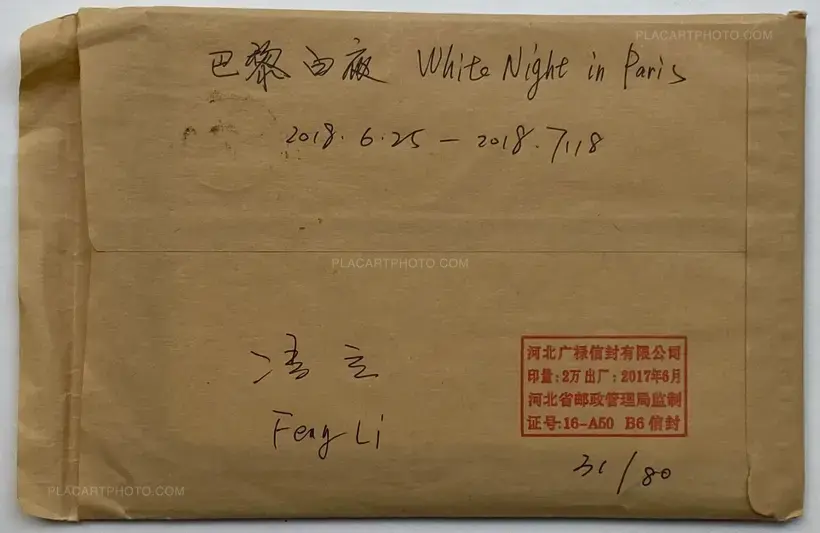 PLACARTPHOTO.COM
巴黎白夜 White Night in Paris
2018.6.25 — 2018.7.18
PLACARTPHOTO.COM
冯立
Feng Li
河北广禄信封有限公司
印量:2万 出厂:2017年6月
河北省邮政管理局监制
证号:16-A50 B6信封
31/80
PLACARTPHOTO.COM